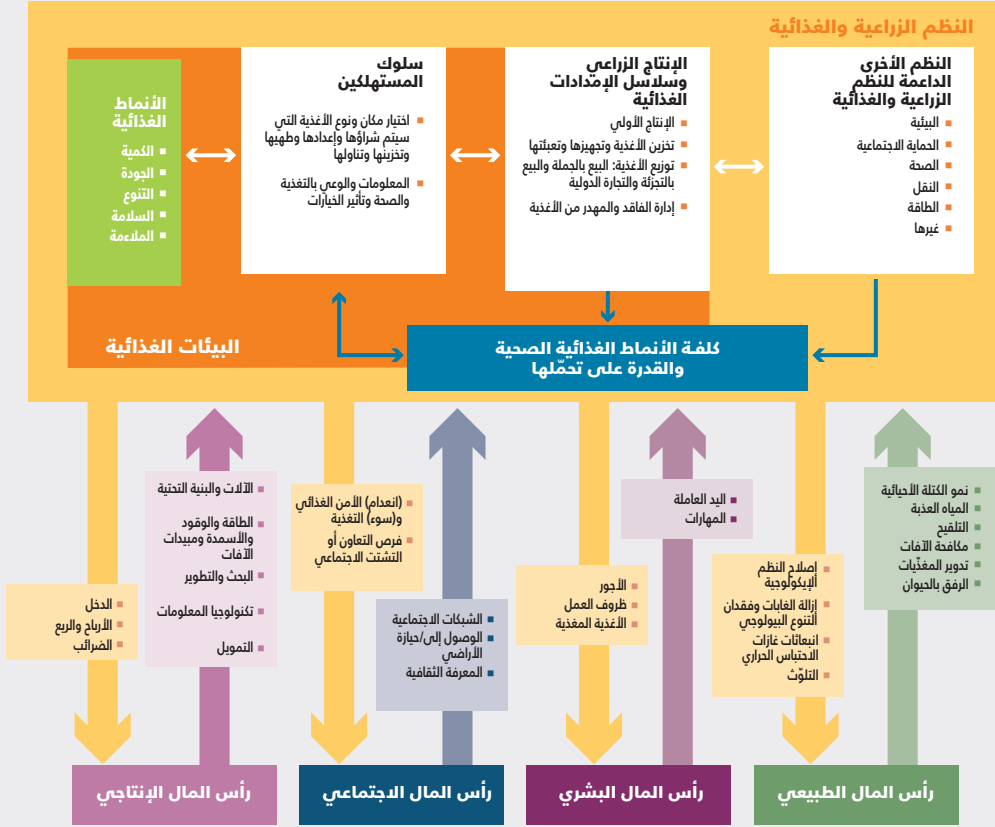 النظم الزراعية والغذائية
النظم الأخرى
الداعمة للنظم
الزراعية والغذائية
البيئية
الحماية الاجتماعية
الصحة
النقل
الطاقة
غيرها
الإنتاج الزراعي
وسلاسل الإمدادات
الغذائية
الإنتاج الأولي
تخزين الأغذية وتجهيزها وتعبئتها
توزيع الأغذية: البيع بالجملة والبيع
بالتجزئة والتجارة الدولية
إدارة الفاقد والمهدر من الأغذية
سلوك
المستهلكين
اختيار مكان ونوع الأغذية التي
سيتم شراؤها وإعدادها وطهيها
وتخزينها وتناولها
المعلومات والوعي بالتغذية
والصحة وتأثير الخيارات
الأنماط
الغذائية
الكمية
الجودة
التنوع
السلامة
الملاءمة
البيئات الغذائية
كلفة الأنماط الغذائية الصحية
والقدرة على تحمّلها
نمو الكتلة الأحيائية
المياه العذبة
التلقيح
مكافحة الآفات
تدوير المغذّيات
الرفق بالحيوان
إصلاح النظم
الإيكولوجية
إزالة الغابات وفقدان
التنوع البيولوجي
انبعاثات غازات
الاحتباس الحراري
التلوّث
رأس المال الطبيعي
اليد العاملة
المهارات
الأجور
ظروف العمل
الأغذية المغذية
رأس المال البشري
الشبكات الاجتماعية
الوصول إلى/حيازة
الأراضي
المعرفة الثقافية
(انعدام) الأمن الغذائي
و(سوء) التغذية
فرص التعاون أو
التشتت الاجتماعي
رأس المال الاجتماعي
الآلات والبنية التحتية
الطاقة والوقود
والأسمدة ومبيدات
الآفات
البحث والتطوير
تكنولوجيا المعلومات
التمويل
الدخل
الأرباح والريع
الضرائب
رأس المال الإنتاجي